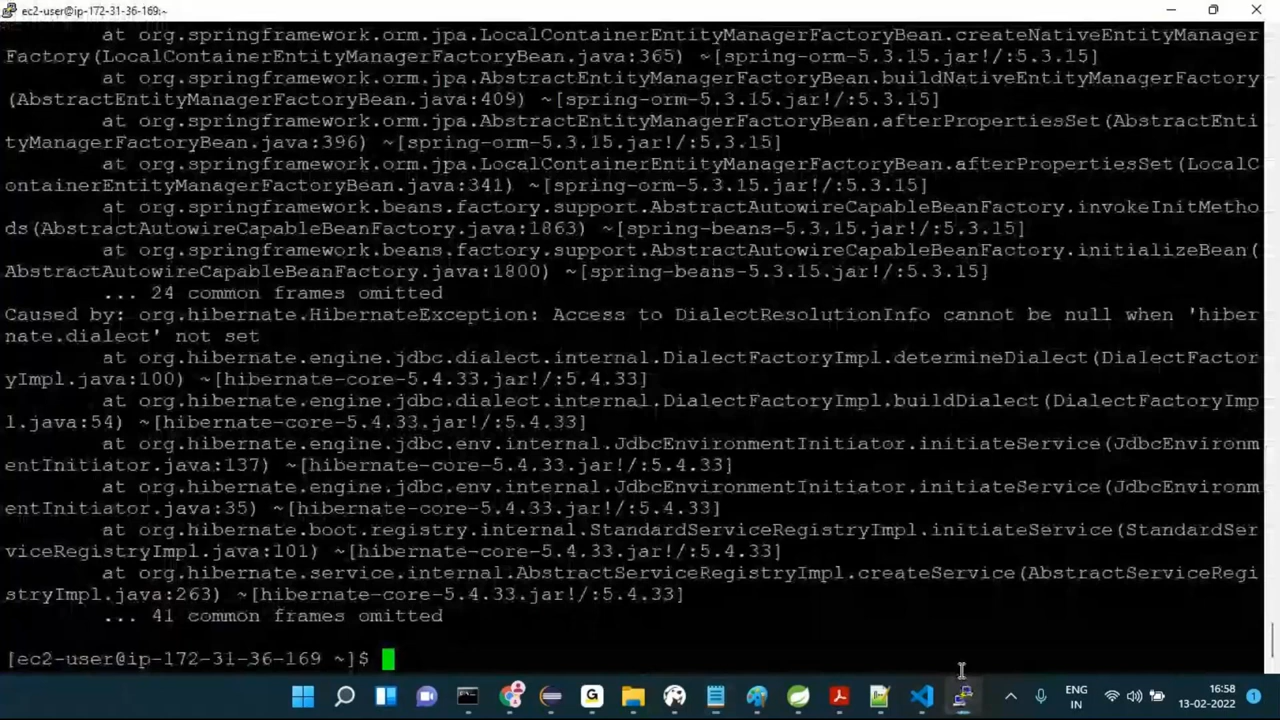 ec2-user@ip-172-31-36-169:~
at org.springframework.orm.jpa.LocalContainerEntityManagerFactoryBean.createNativeEntityManager
Factory(LocalContainerEntityManagerFactoryBean.java:365) ~[spring-orm-5.3.15.jar!/:5.3.15]
at org.springframework.orm.jpa.AbstractEntityManagerFactoryBean.buildNativeEntityManagerFactory
(AbstractEntityManagerFactoryBean.java:409) ~[spring-orm-5.3.15.jar!/:5.3.15]
at org.springframework.orm.jpa.AbstractEntityManagerFactoryBean.afterPropertiesSet(AbstractEnti
tyManagerFactoryBean.java:396) ~[spring-orm-5.3.15.jar!/:5.3.15]
at org.springframework.orm.jpa.LocalContainerEntityManagerFactoryBean.afterPropertiesSet(LocalC
ontainerEntityManagerFactoryBean.java:341) ~[spring-orm-5.3.15.jar!/:5.3.15]
at org.springframework.beans.factory.support.AbstractAutowireCapableBeanFactory.invokeInitMetho
ds(AbstractAutowireCapableBeanFactory.java:1863) ~[spring-beans-5.3.15.jar!/:5.3.15]
at org.springframework.beans.factory.support.AbstractAutowireCapableBeanFactory.initializeBean(
AbstractAutowireCapableBeanFactory.java:1800) ~[spring-beans-5.3.15.jar!/:5.3.15]
... 24 common frames omitted
Caused by: org.hibernate.HibernateException: Access to DialectResolutionInfo cannot be null when 'hiber
nate.dialect' not set
at org.hibernate.engine.jdbc.dialect.internal.DialectFactoryImpl.determineDialect(DialectFactor
yImpl.java:100) ~[hibernate-core-5.4.33.jar!/:5.4.33]
at org.hibernate.engine.jdbc.dialect.internal.DialectFactoryImpl.buildDialect(DialectFactoryImp
l.java:54) ~[hibernate-core-5.4.33.jar!/:5.4.33]
at org.hibernate.engine.jdbc.env.internal.JdbcEnvironmentInitiator.initiateService(JdbcEnvironm
entInitiator.java:137) ~[hibernate-core-5.4.33.jar!/:5.4.33]
at org.hibernate.engine.jdbc.env.internal.JdbcEnvironmentInitiator.initiateService(JdbcEnvironm
entInitiator.java:35) ~[hibernate-core-5.4.33.jar!/:5.4.33]
at org.hibernate.boot.registry.internal.StandardServiceRegistryImpl.initiateService(StandardSer
viceRegistryImpl.java:101) ~[hibernate-core-5.4.33.jar!/:5.4.33]
at org.hibernate.service.internal.AbstractServiceRegistryImpl.createService(AbstractServiceRegi
stryImpl.java:263) ~[hibernate-core-5.4.33.jar!/:5.4.33]
... 41 common frames omitted
[ec2-user@ip-172-31-36-169 ~]$
ENG
IN
16:58
13-02-2022
1